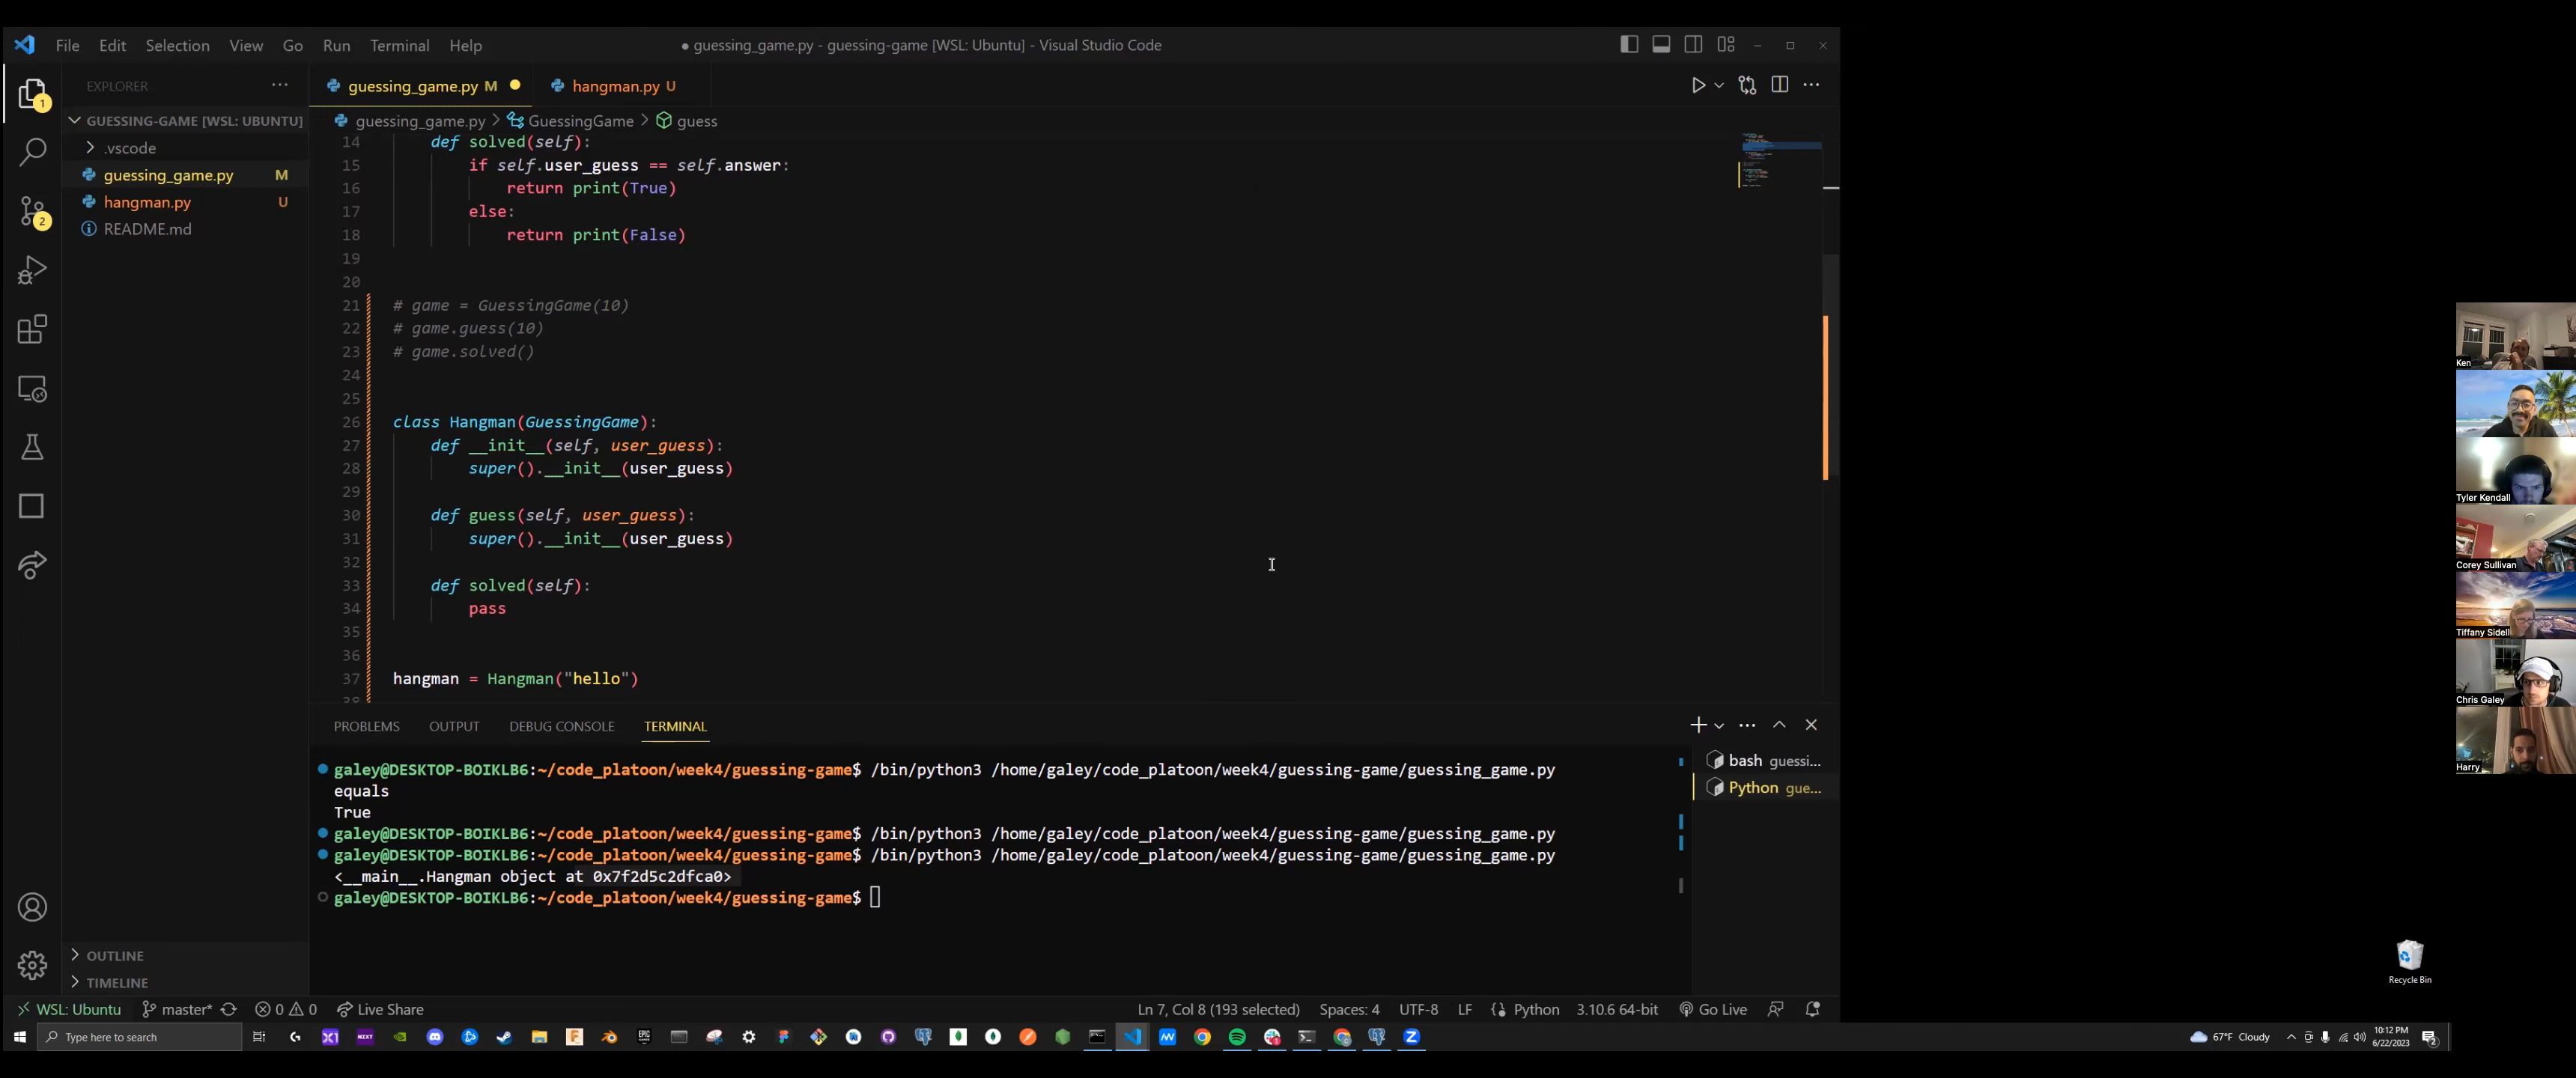 File Edit Selection View Go Run Terminal Help
● guessing_game.py - guessing-game [WSL: Ubuntu] - Visual Studio Code
EXPLORER
guessing_game.py M
hangman.py U
GUESSING-GAME [WSL: UBUNTU]
.vscode
guessing_game.py M
hangman.py U
README.md
1
2
guessing_game.py > GuessingGame > guess
14 def solved(self):
15 if self.user_guess == self.answer:
16 return print(True)
17 else:
18 return print(False)
19
20
21 # game = GuessingGame(10)
22 # game.guess(10)
23 # game.solved()
24
25
26 class Hangman(GuessingGame):
27 def __init__(self, user_guess):
28 super().__init__(user_guess)
29
30 def guess(self, user_guess):
31 super().__init__(user_guess)
32
33 def solved(self):
34 pass
35
36
37 hangman = Hangman("hello")
38
PROBLEMS OUTPUT DEBUG CONSOLE TERMINAL
galey@DESKTOP-BOIKLB6:~/code_platoon/week4/guessing-game$ /bin/python3 /home/galey/code_platoon/week4/guessing-game/guessing_game.py
equals
True
galey@DESKTOP-BOIKLB6:~/code_platoon/week4/guessing-game$ /bin/python3 /home/galey/code_platoon/week4/guessing-game/guessing_game.py
galey@DESKTOP-BOIKLB6:~/code_platoon/week4/guessing-game$ /bin/python3 /home/galey/code_platoon/week4/guessing-game/guessing_game.py
<__main__.Hangman object at 0x7f2d5c2dfca0>
galey@DESKTOP-BOIKLB6:~/code_platoon/week4/guessing-game$
bash guessi...
Python gue...
OUTLINE
TIMELINE
WSL: Ubuntu master* 0 0 Live Share
Ln 7, Col 8 (193 selected) Spaces: 4 UTF-8 LF Python 3.10.6 64-bit Go Live
Type here to search
67°F Cloudy
10:12 PM
6/22/2023
2
Ken
Tyler Kendall
Corey Sullivan
Tiffany Sidell
Chris Galey
Harry
Recycle Bin